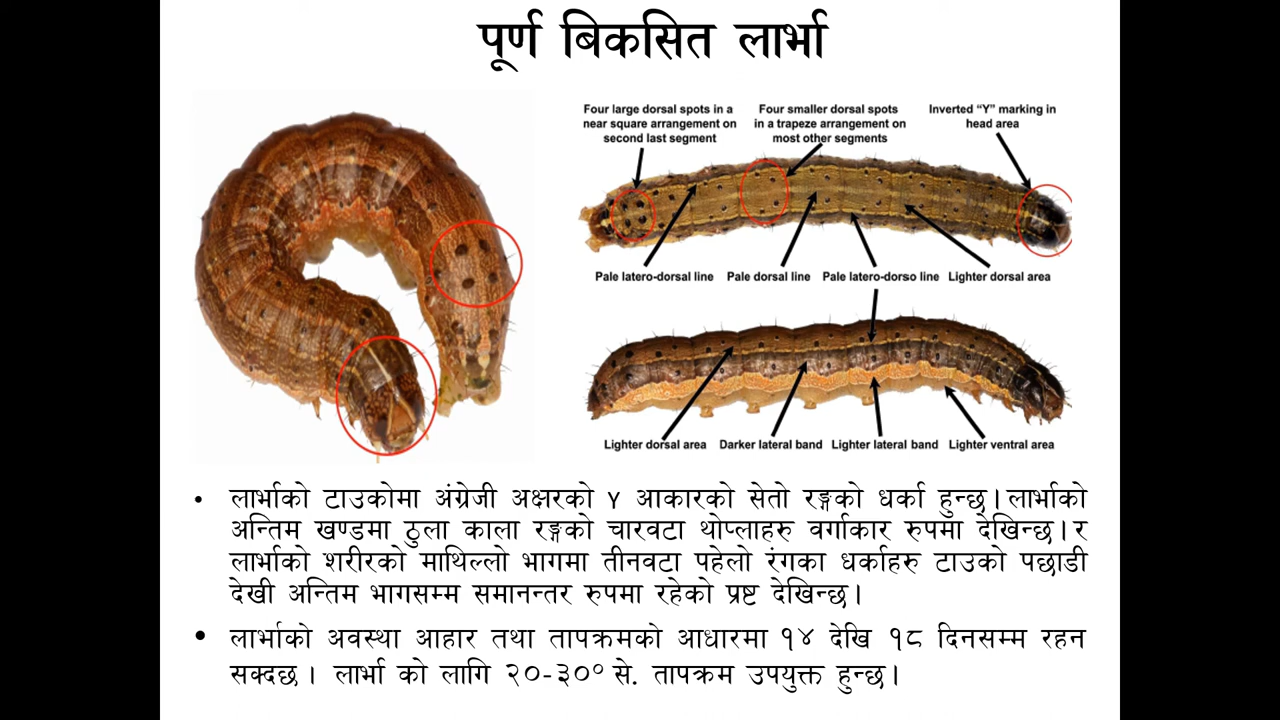 पूर्ण बिकसित लार्भा
Four large dorsal spots in a
near square arrangement on
second last segment
Four smaller dorsal spots
in a trapeze arrangement on
most other segments
Inverted “Y” marking in
head area
Pale latero-dorsal line
Pale dorsal line
Pale latero-dorso line
Lighter dorsal area
Lighter dorsal area
Darker lateral band
Lighter lateral band
Lighter ventral area
• लार्भाको टाउकोमा अंग्रेजी अक्षरको Y आकारको सेतो रङ्गको धर्का हुन्छ। लार्भाको
अन्तिम खण्डमा ठुला काला रङ्गको चारवटा थोप्लाहरु वर्गाकार रुपमा देखिन्छ। र
लार्भाको शरीरको माथिल्लो भागमा तीनवटा पहेलो रंगका धर्काहरु टाउको पछाडी
देखी अन्तिम भागसम्म समानन्तर रुपमा रहेको प्रष्ट देखिन्छ।
• लार्भाको अवस्था आहार तथा तापक्रमको आधारमा १४ देखि १८ दिनसम्म रहन
सक्दछ। लार्भा को लागि २०-३०° से. तापक्रम उपयुक्त हुन्छ।